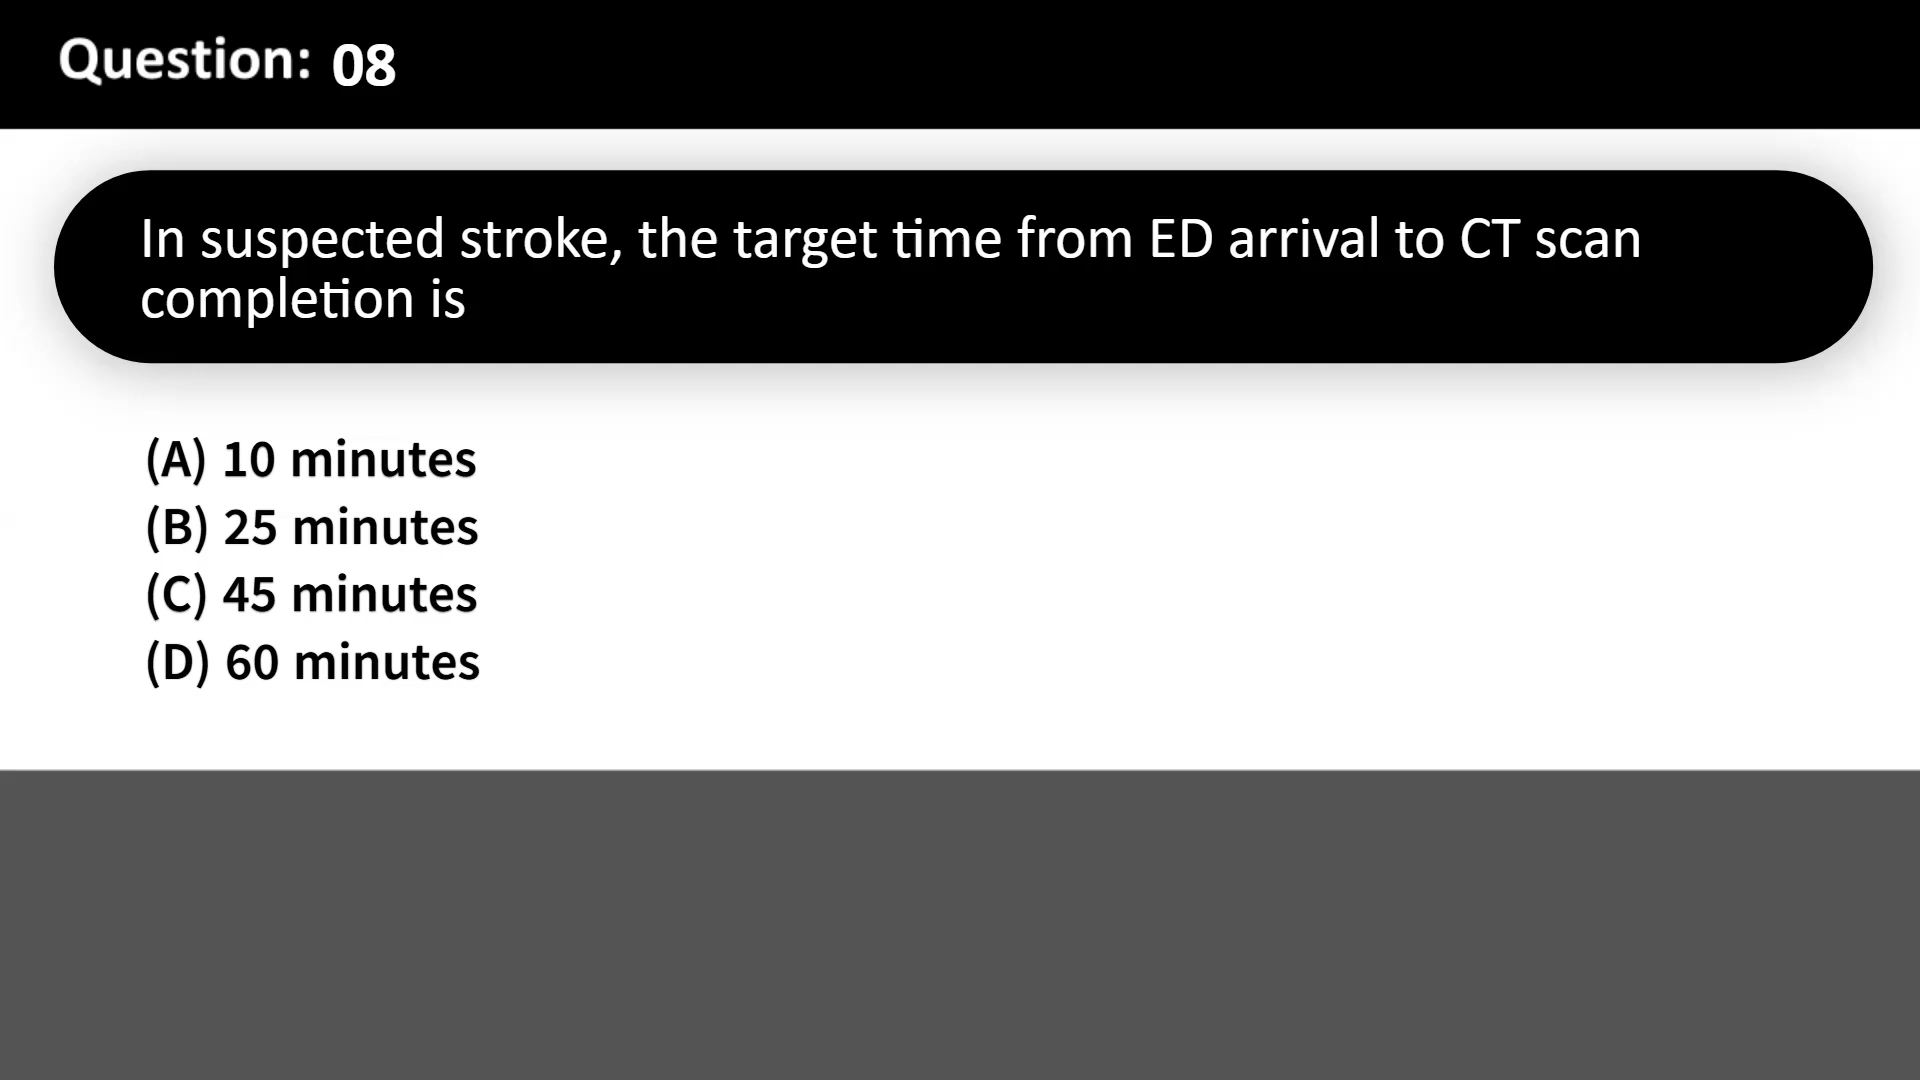 Question: 08
In suspected stroke, the target time from ED arrival to CT scan
completion is
(A) 10 minutes
(B) 25 minutes
(C) 45 minutes
(D) 60 minutes